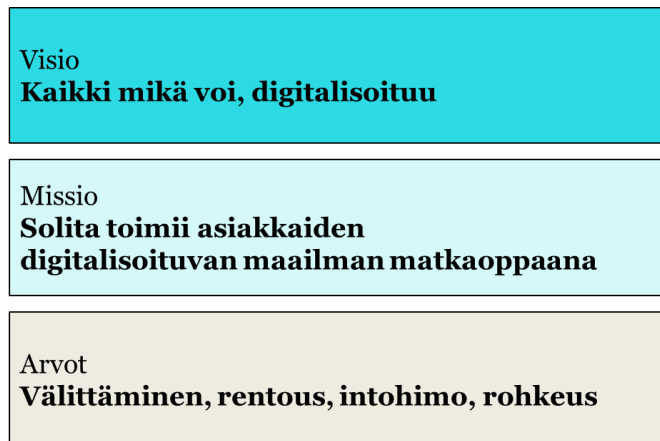 Visio
Kaikki mikä voi, digitalisoituu
Missio
Solita toimii asiakkaiden
digitalisoituvan maailman matkaoppaana
Arvot
Välittäminen, rentous, intohimo, rohkeus